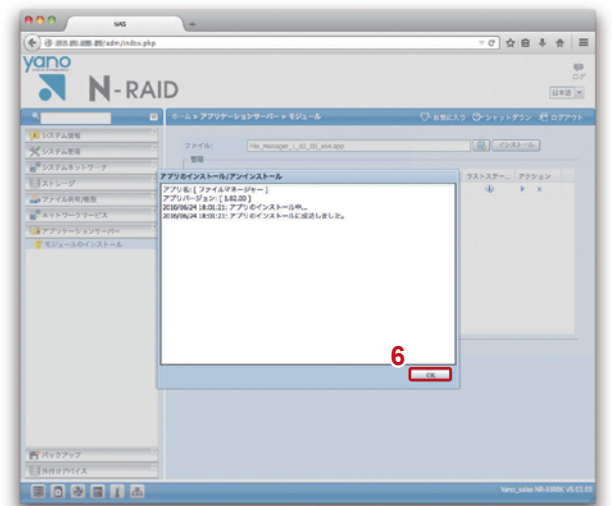 NAS
/adm/index.php
yano
N-RAID
ログ
日本語
ホーム > アプリケーションサーバー > モジュール
お気に入り シャットダウン ログアウト
システム情報
システム管理
システムネットワーク
ストレージ
ファイル共有/権限
ネットワークサービス
アプリケーションサーバー
モジュールのインストール
ファイル:
インストール
管理
アクション
アプリのインストール/アンインストール
アプリ名: [ ファイルマネージャー ]
アプリバージョン: [ 1.02.00 ]
2016/06/24 18:01:21: アプリのインストール中...
2016/06/24 18:01:21: アプリのインストールに成功しました。
6
OK
バックアップ
外付けデバイス